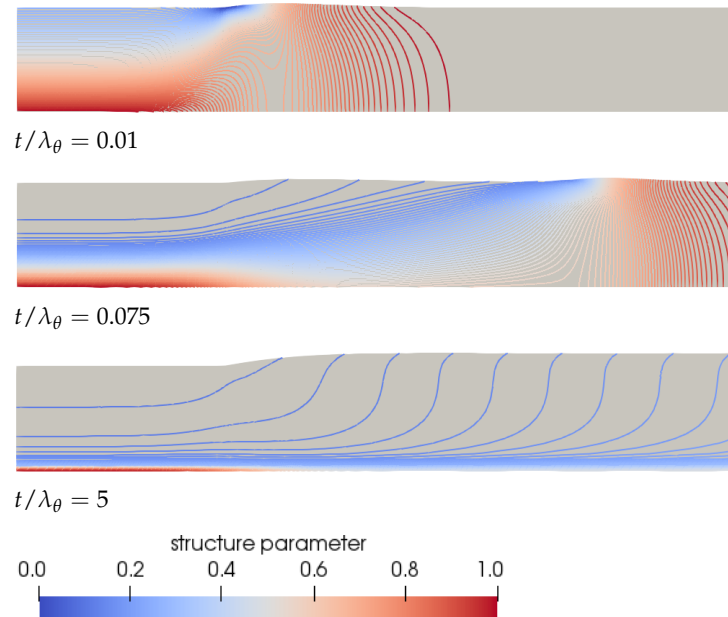 t/λθ = 0.01
t/λθ = 0.075
t/λθ = 5
structure parameter
0.0 0.2 0.4 0.6 0.8 1.0